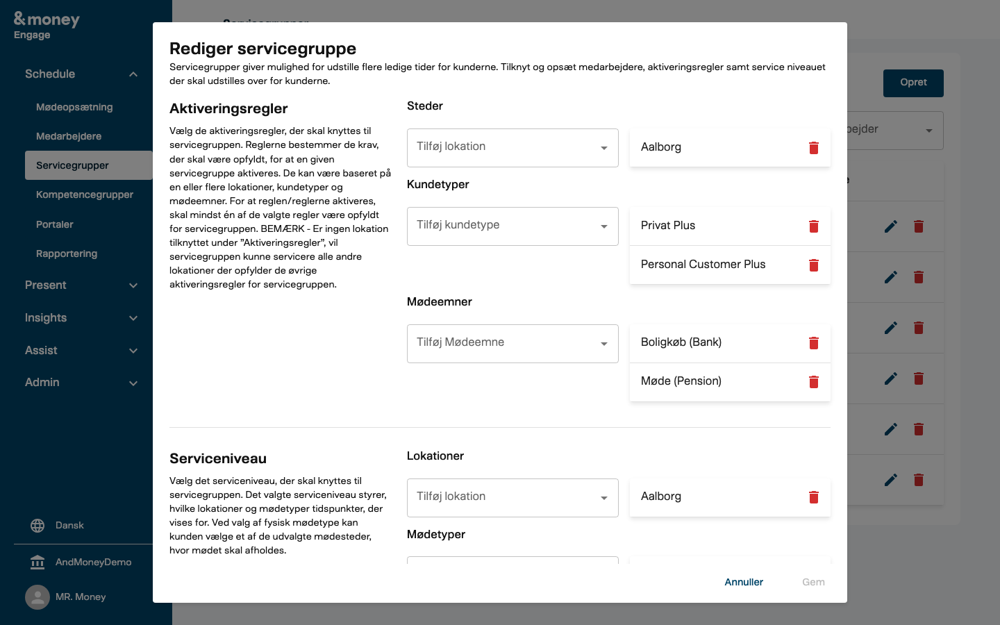 &money
Engage
Schedule
Mødeopsætning
Medarbejdere
Servicegrupper
Kompetencegrupper
Portaler
Rapportering
Present
Insights
Assist
Admin
Dansk
AndMoneyDemo
MR. Money
Opret
Rediger servicegruppe
Servicegrupper giver mulighed for udstille flere ledige tider for kunderne. Tilknyt og opsæt medarbejdere, aktiveringsregler samt service niveauet
der skal udstilles over for kunderne.
Aktiveringsregler
Vælg de aktiveringsregler, der skal knyttes til
servicegruppen. Reglerne bestemmer de krav,
der skal være opfyldt, for at en given
servicegruppe aktiveres. De kan være baseret på
en eller flere lokationer, kundetyper og
mødeemner. For at reglen/reglerne aktiveres,
skal mindst én af de valgte regler være opfyldt
for servicegruppen. BEMÆRK - Er ingen lokation
tilknyttet under ”Aktiveringsregler”, vil
servicegruppen kunne servicere alle andre
lokationer der opfylder de øvrige
aktiveringsregler for servicegruppen.
Steder
Tilføj lokation
Aalborg
Kundetyper
Tilføj kundetype
Privat Plus
Personal Customer Plus
Mødeemner
Tilføj Mødeemne
Boligkøb (Bank)
Møde (Pension)
Serviceniveau
Vælg det serviceniveau, der skal knyttes til
servicegruppen. Det valgte serviceniveau styrer,
hvilke lokationer og mødetyper tidspunkter, der
vises for. Ved valg af fysisk mødetype kan
kunden vælge et af de udvalgte mødesteder,
hvor mødet skal afholdes.
Lokationer
Tilføj lokation
Aalborg
Mødetyper
Annuller
Gem